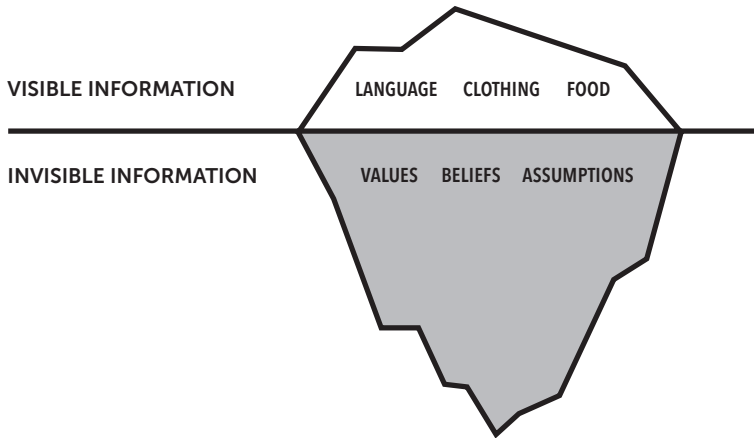 VISIBLE INFORMATION LANGUAGE CLOTHING FOOD
INVISIBLE INFORMATION VALUES BELIEFS ASSUMPTIONS